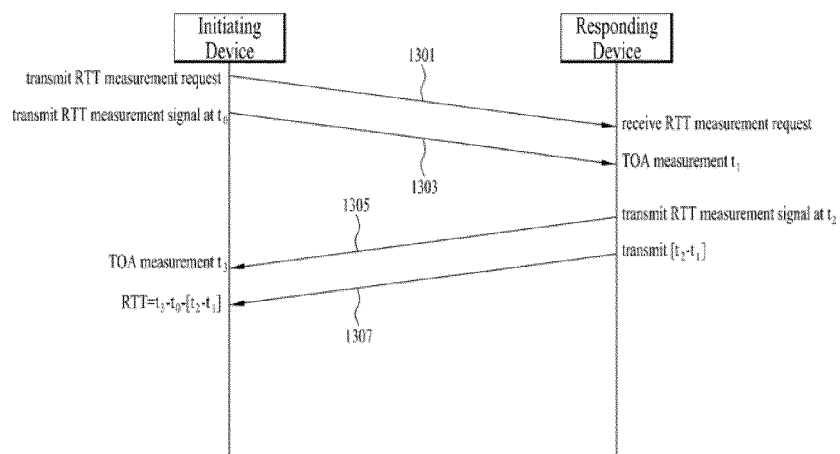 Initiating
Device
Responding
Device
1301
transmit RTT measurement request
transmit RTT measurement signal at t₀
receive RTT measurement request
1303
TOA measurement t₁
1305
transmit RTT measurement signal at t₂
TOA measurement t₃
transmit [t₂-t₁]
RTT=t₃-t₀-[t₂-t₁]
1307